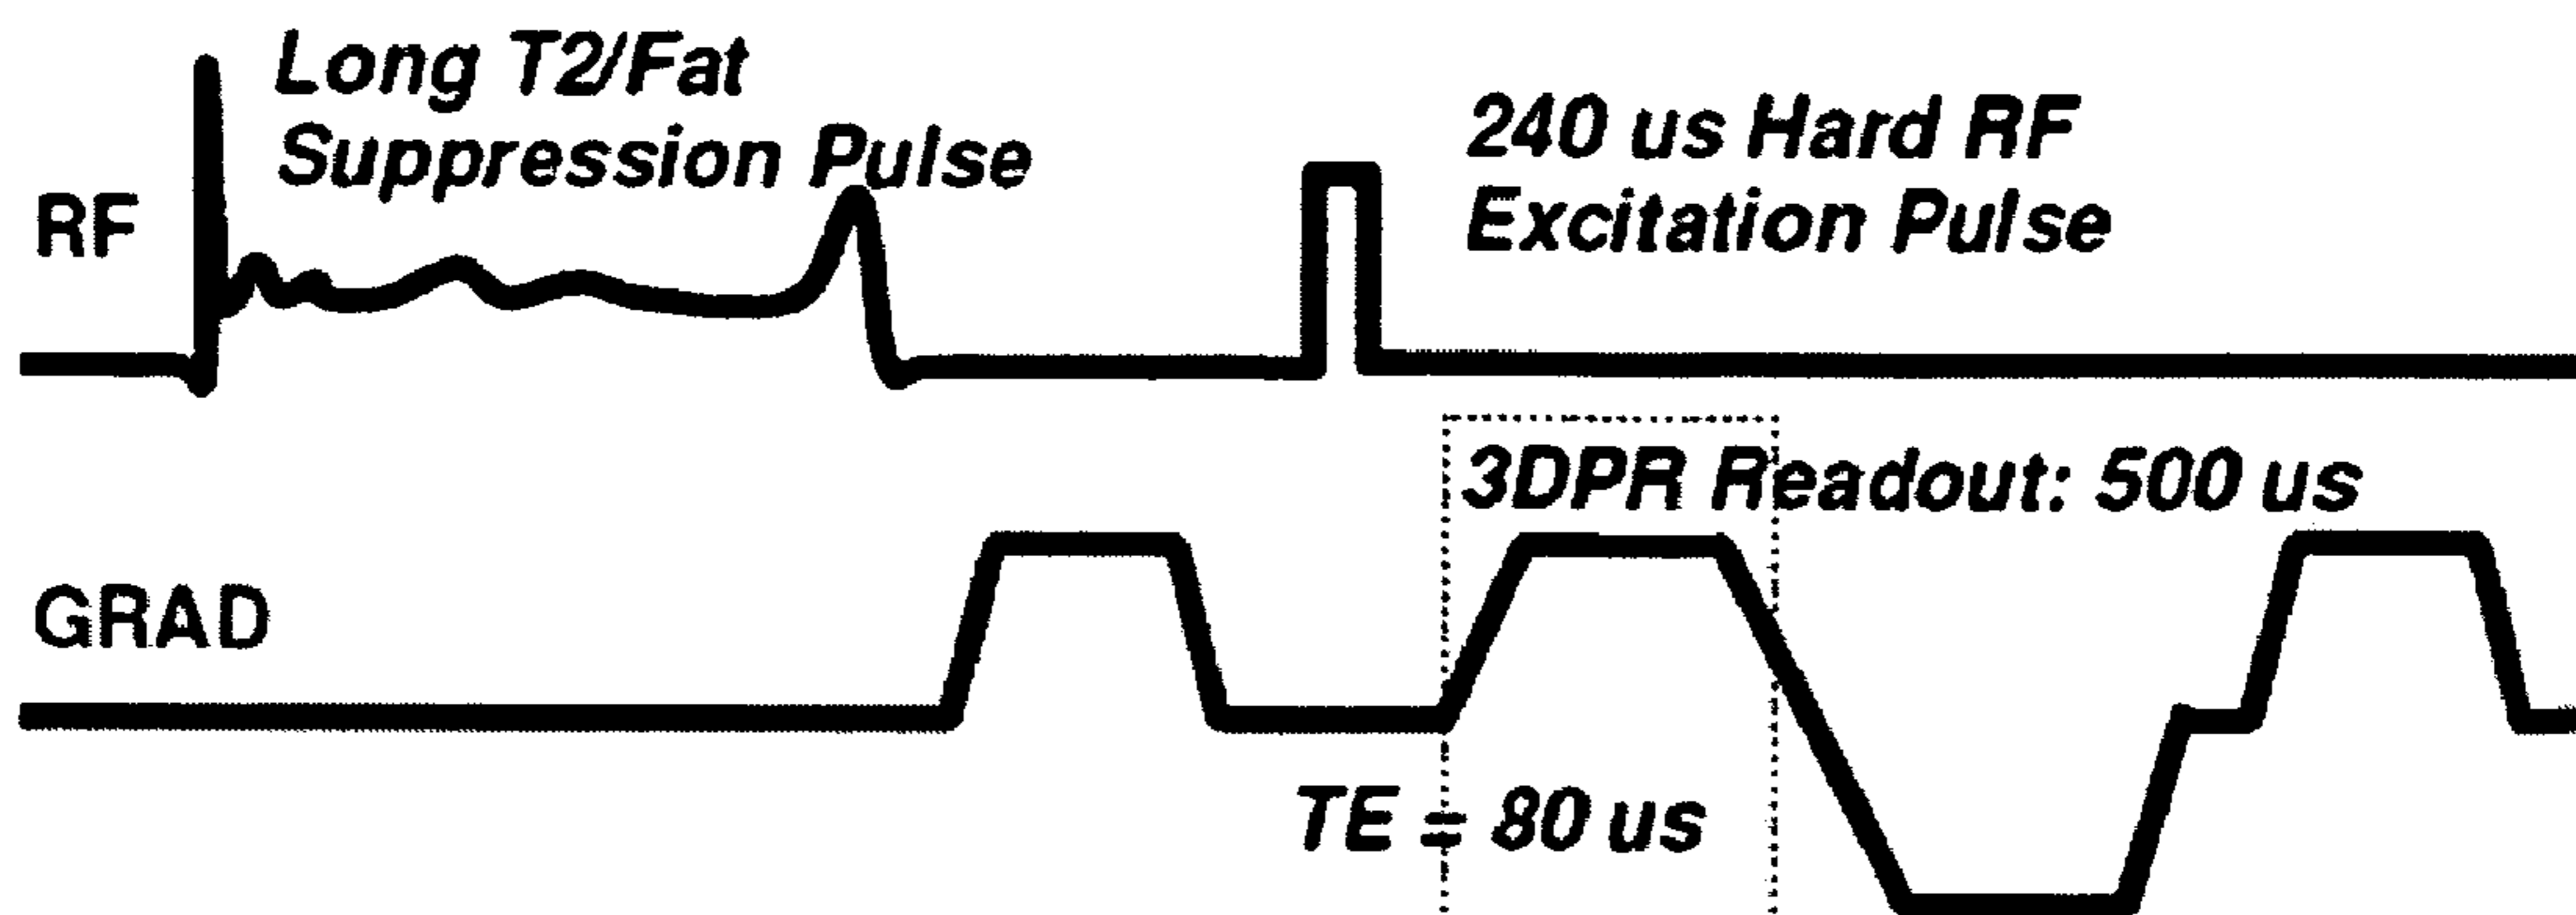 Long T2/Fat
Suppression Pulse
RF
240 us Hard RF
Excitation Pulse
3DPR Readout: 500 us
GRAD
TE = 80 us